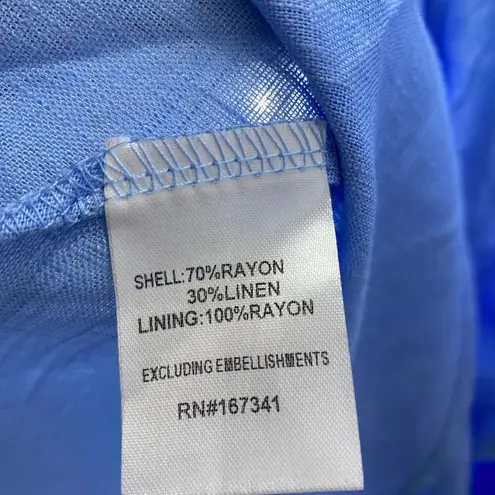 SHELL:70%RAYON
30%LINEN
LINING:100%RAYON
EXCLUDING EMBELLISHMENTS
RN#167341